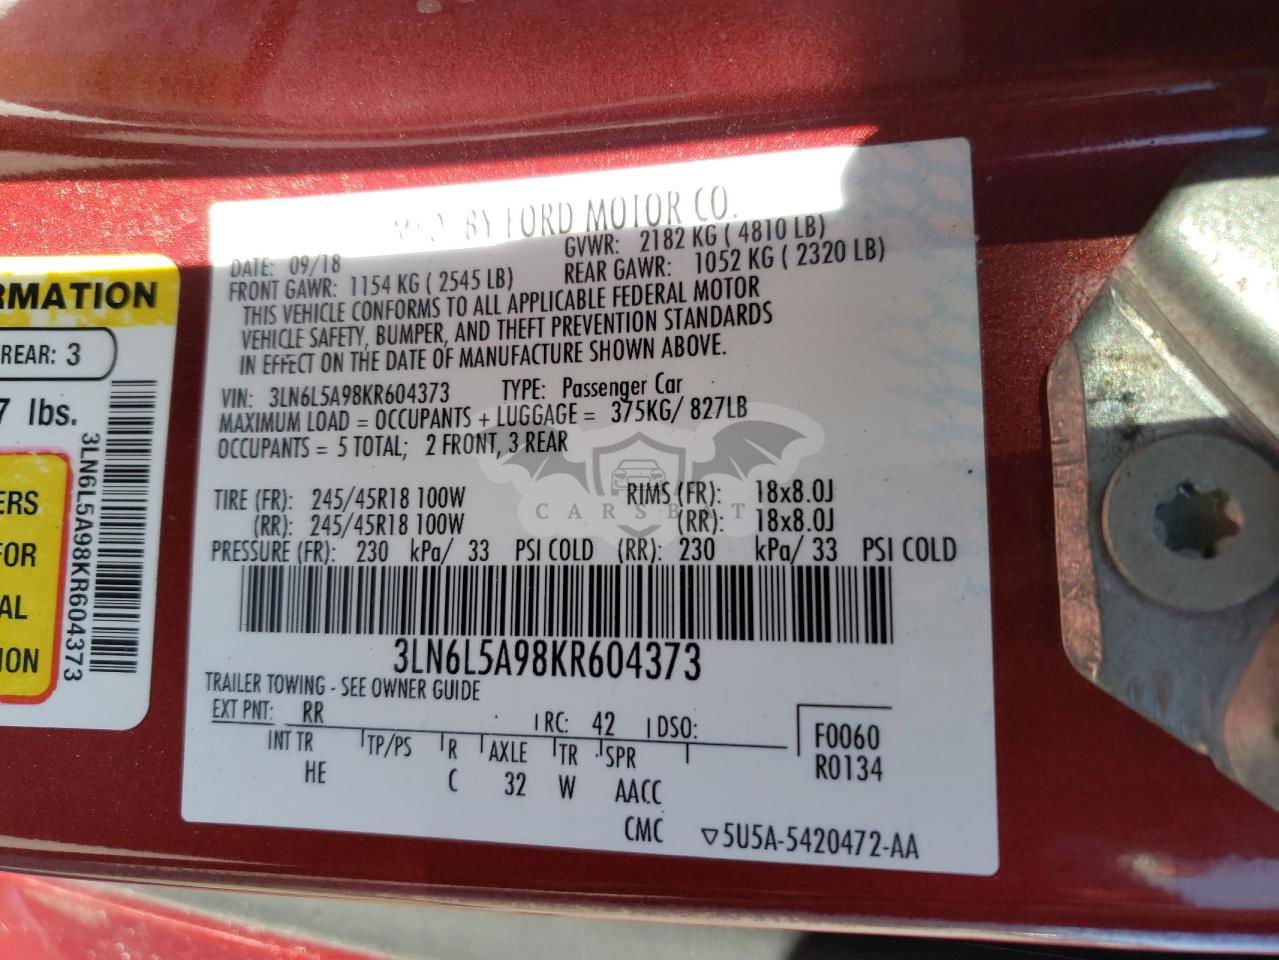 RMATION
REAR: 3
7 lbs.
ERS
FOR
AL
ION
3LN6L5A98KR604373
BY FORD MOTOR CO.
DATE: 09/18
GVWR: 2182 KG ( 4810 LB)
FRONT GAWR: 1154 KG ( 2545 LB)
REAR GAWR: 1052 KG ( 2320 LB)
THIS VEHICLE CONFORMS TO ALL APPLICABLE FEDERAL MOTOR
VEHICLE SAFETY, BUMPER, AND THEFT PREVENTION STANDARDS
IN EFFECT ON THE DATE OF MANUFACTURE SHOWN ABOVE.
VIN: 3LN6L5A98KR604373 TYPE: Passenger Car
MAXIMUM LOAD = OCCUPANTS + LUGGAGE = 375KG/ 827LB
OCCUPANTS = 5 TOTAL; 2 FRONT, 3 REAR
TIRE (FR): 245/45R18 100W RIMS (FR): 18x8.0J
(RR): 245/45R18 100W (RR): 18x8.0J
CARSBAT
PRESSURE (FR): 230 kPa/ 33 PSI COLD (RR): 230 kPa/ 33 PSI COLD
3LN6L5A98KR604373
TRAILER TOWING - SEE OWNER GUIDE
EXT PNT: RR RC: 42 DSO:
INT TR TP/PS R AXLE TR SPR
HE C 32 W AACC
CMC
F0060
R0134
▽5U5A-5420472-AA